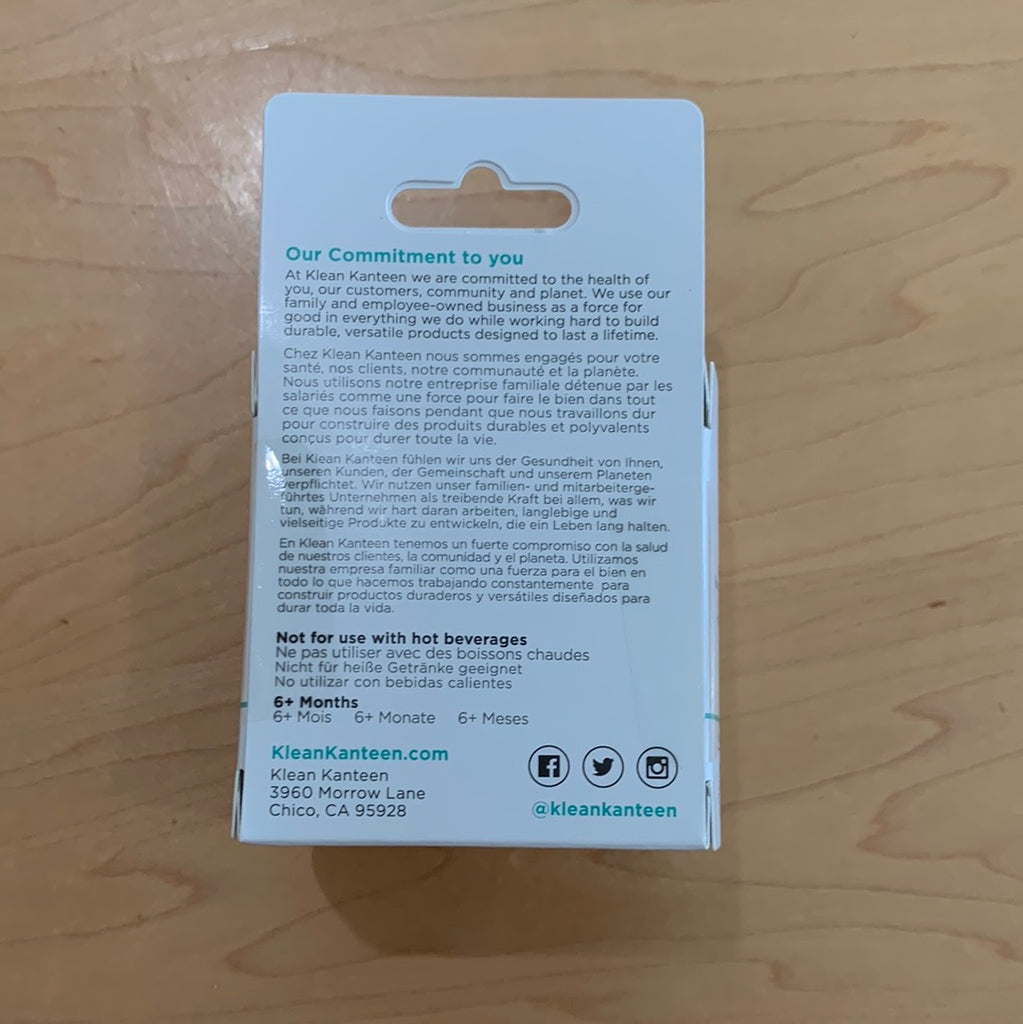 Our Commitment to you
At Klean Kanteen we are committed to the health of
you, our customers, community and planet. We use our
family and employee-owned business as a force for
good in everything we do while working hard to build
durable, versatile products designed to last a lifetime.
Chez Klean Kanteen nous sommes engagés pour votre
santé, nos clients, notre communauté et la planète.
Nous utilisons notre entreprise familiale détenue par les
salariés comme une force pour faire le bien dans tout
ce que nous faisons pendant que nous travaillons dur
pour construire des produits durables et polyvalents
conçus pour durer toute la vie.
Bei Klean Kanteen fühlen wir uns der Gesundheit von Ihnen,
unseren Kunden, der Gemeinschaft und unserem Planeten
verpflichtet. Wir nutzen unser familien- und mitarbeiterge-
führtes Unternehmen als treibende Kraft bei allem, was wir
tun, während wir hart daran arbeiten, langlebige und
vielseitige Produkte zu entwickeln, die ein Leben lang halten.
En Klean Kanteen tenemos un fuerte compromiso con la salud
de nuestros clientes, la comunidad y el planeta. Utilizamos
nuestra empresa familiar como una fuerza para el bien en
todo lo que hacemos trabajando constantemente para
construir productos duraderos y versátiles diseñados para
durar toda la vida.
Not for use with hot beverages
Ne pas utiliser avec des boissons chaudes
Nicht für heiße Getränke geeignet
No utilizar con bebidas calientes
6+ Months
6+ Mois 6+ Monate 6+ Meses
KleanKanteen.com
Klean Kanteen
3960 Morrow Lane
Chico, CA 95928
@kleankanteen